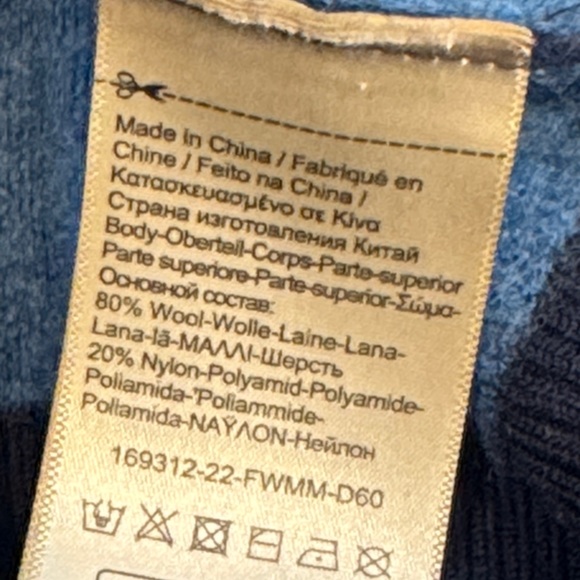 Made in China / Fabriqué en
Chine / Feito na China /
Κατασκευασμένο σε Κίνα
Страна изготовления Китай
Body-Oberteil-Corps-Parte-superior
Parte superiore-Parte-superior-Σώμα-
Основной состав:
80% Wool-Wolle-Laine-Lana-
Lana-lã-ΜΑΛΛΙ-Шерсть
20% Nylon-Polyamid-Polyamide-
Poliamida-'Poliammide-
Poliamida-ΝΑΫΛΟΝ-Нейлон
169312-22-FWMM-D60